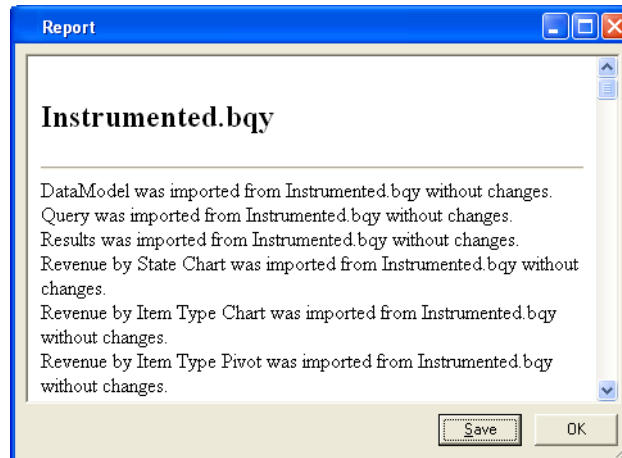 Report
Instrumented.bqy
DataModel was imported from Instrumented.bqy without changes.
Query was imported from Instrumented.bqy without changes.
Results was imported from Instrumented.bqy without changes.
Revenue by State Chart was imported from Instrumented.bqy without
changes.
Revenue by Item Type Chart was imported from Instrumented.bqy
without changes.
Revenue by Item Type Pivot was imported from Instrumented.bqy
without changes.
Save
OK